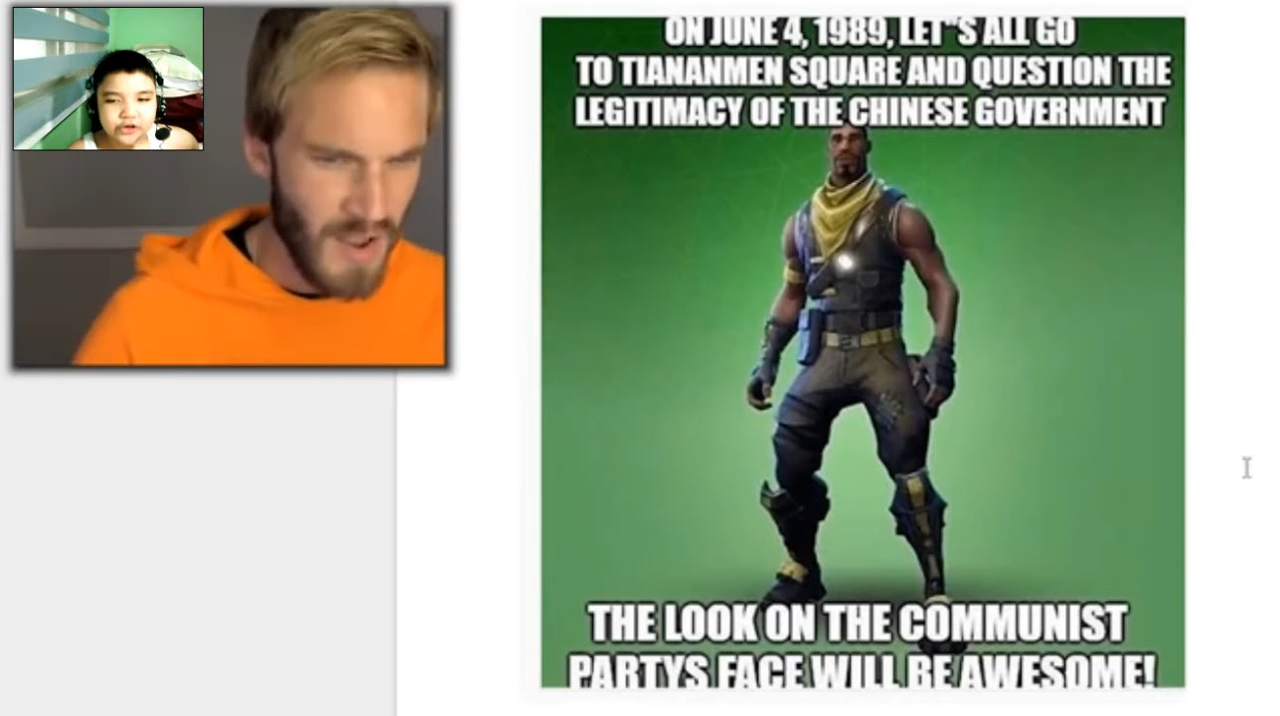 ON JUNE 4, 1989, LET"S ALL GO
TO TIANANMEN SQUARE AND QUESTION THE
LEGITIMACY OF THE CHINESE GOVERNMENT
THE LOOK ON THE COMMUNIST
PARTYS FACE WILL BE AWESOME!